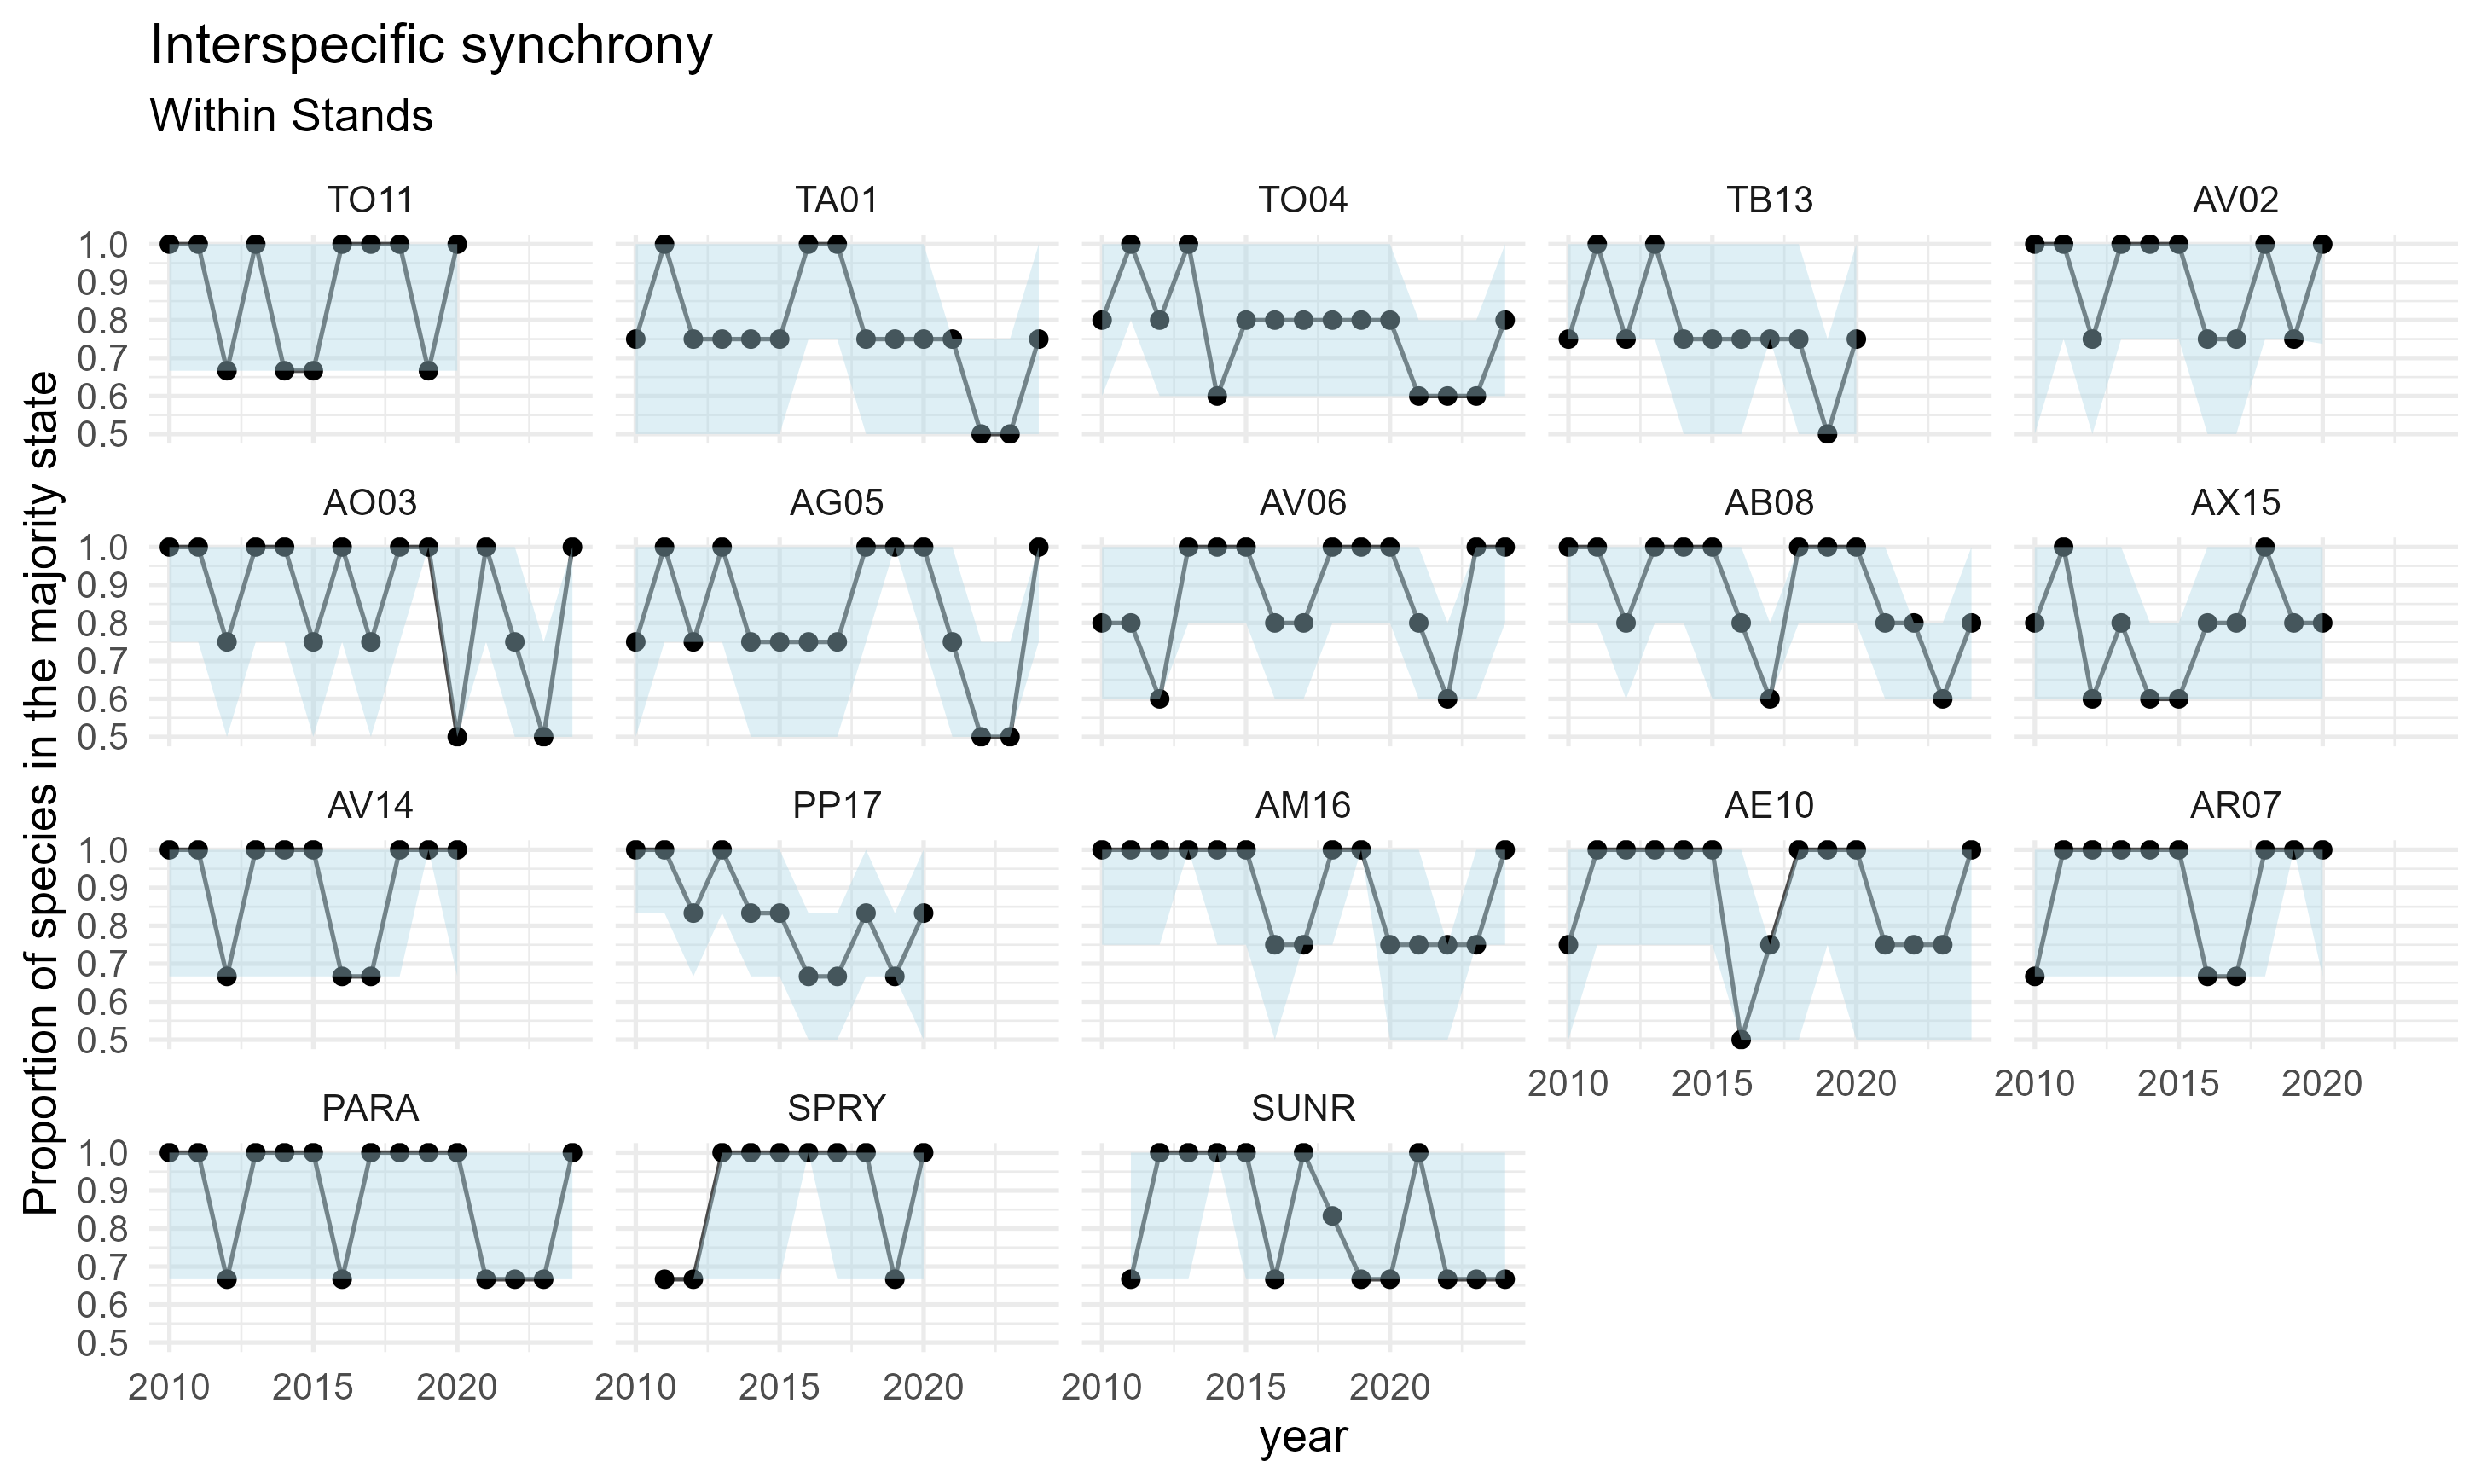 Interspecific synchrony
Within Stands
Proportion of species in the majority state
TO11 TA01 TO04 TB13 AV02
1.0
0.9
0.8
0.7
0.6
0.5
AO03 AG05 AV06 AB08 AX15
1.0
0.9
0.8
0.7
0.6
0.5
AV14 PP17 AM16 AE10 AR07
1.0
0.9
0.8
0.7
0.6
0.5
2010 2015 2020 2010 2015 2020
PARA SPRY SUNR
1.0
0.9
0.8
0.7
0.6
0.5
2010 2015 2020 2010 2015 2020 2010 2015 2020
year